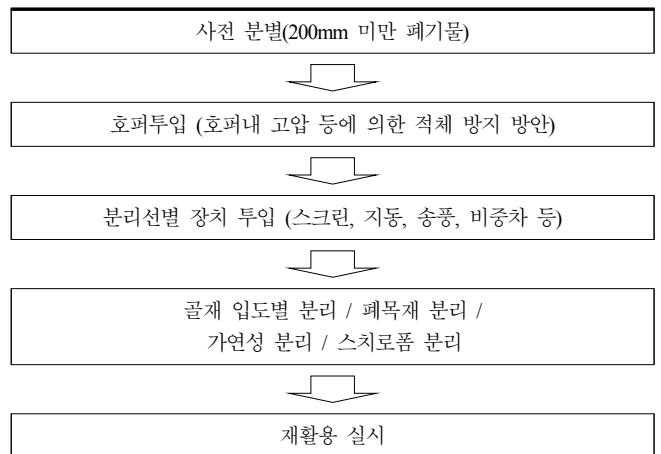 사전 분별(200mm 미만 폐기물)
호퍼투입 (호퍼내 고압 등에 의한 적체 방지 방안)
분리선별 장치 투입 (스크린, 지동, 송풍, 비중차 등)
골재 입도별 분리 / 폐목재 분리 /
가연성 분리 / 스치로폼 분리
재활용 실시